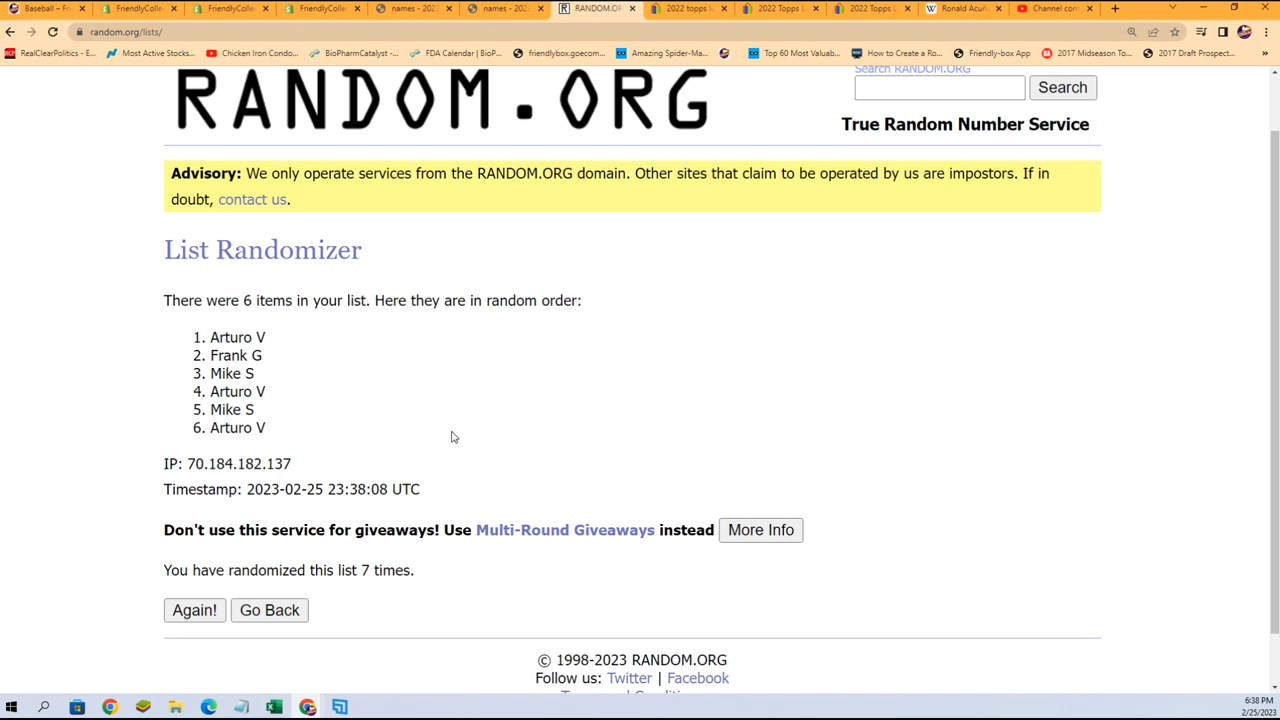 Baseball – Fri
FriendlyColle
FriendlyColle
FriendlyColle
names - 2023
names - 2023
RANDOM.OR
2022 topps M
2022 Topps L
2022 Topps L
Ronald Acuñ
Channel cont
random.org/lists/
RealClearPolitics - E...
Most Active Stocks...
Chicken Iron Condo...
BioPharmCatalyst -...
FDA Calendar | BioP...
friendlybox.goecom...
Amazing Spider-Ma...
Top 60 Most Valuab...
How to Create a Ro...
Friendly-box App
2017 Midseason To...
2017 Draft Prospect...
»
RANDOM.ORG
Search RANDOM.ORG
Search
True Random Number Service
Advisory: We only operate services from the RANDOM.ORG domain. Other sites that claim to be operated by us are impostors. If in
doubt, contact us.
List Randomizer
There were 6 items in your list. Here they are in random order:
1. Arturo V
2. Frank G
3. Mike S
4. Arturo V
5. Mike S
6. Arturo V
IP: 70.184.182.137
Timestamp: 2023-02-25 23:38:08 UTC
Don't use this service for giveaways! Use Multi-Round Giveaways instead More Info
You have randomized this list 7 times.
Again! Go Back
© 1998-2023 RANDOM.ORG
Follow us: Twitter | Facebook
6:38 PM
2/25/2023